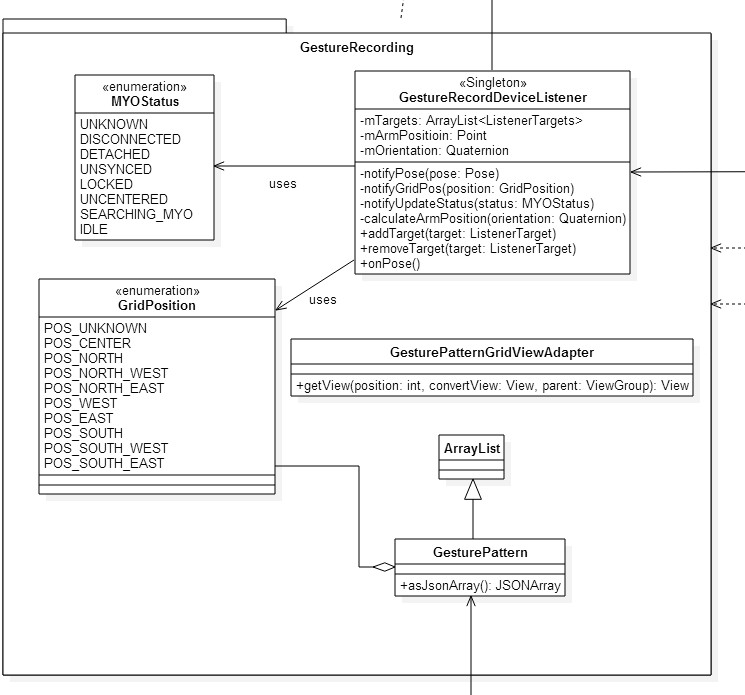 GestureRecording
«enumeration»
MYOStatus
UNKNOWN
DISCONNECTED
DETACHED
UNSYNCED
LOCKED
UNCENTERED
SEARCHING_MYO
IDLE
uses
«Singleton»
GestureRecordDeviceListener
-mTargets: ArrayList<ListenerTargets>
-mArmPositioin: Point
-mOrientation: Quaternion
-notifyPose(pose: Pose)
-notifyGridPos(position: GridPosition)
-notifyUpdateStatus(status: MYOStatus)
-calculateArmPosition(orientation: Quaternion)
+addTarget(target: ListenerTarget)
+removeTarget(target: ListenerTarget)
+onPose()
uses
«enumeration»
GridPosition
POS_UNKNOWN
POS_CENTER
POS_NORTH
POS_NORTH_WEST
POS_NORTH_EAST
POS_WEST
POS_EAST
POS_SOUTH
POS_SOUTH_WEST
POS_SOUTH_EAST
GesturePatternGridViewAdapter
+getView(position: int, convertView: View, parent: ViewGroup): View
ArrayList
GesturePattern
+asJsonArray(): JSONArray